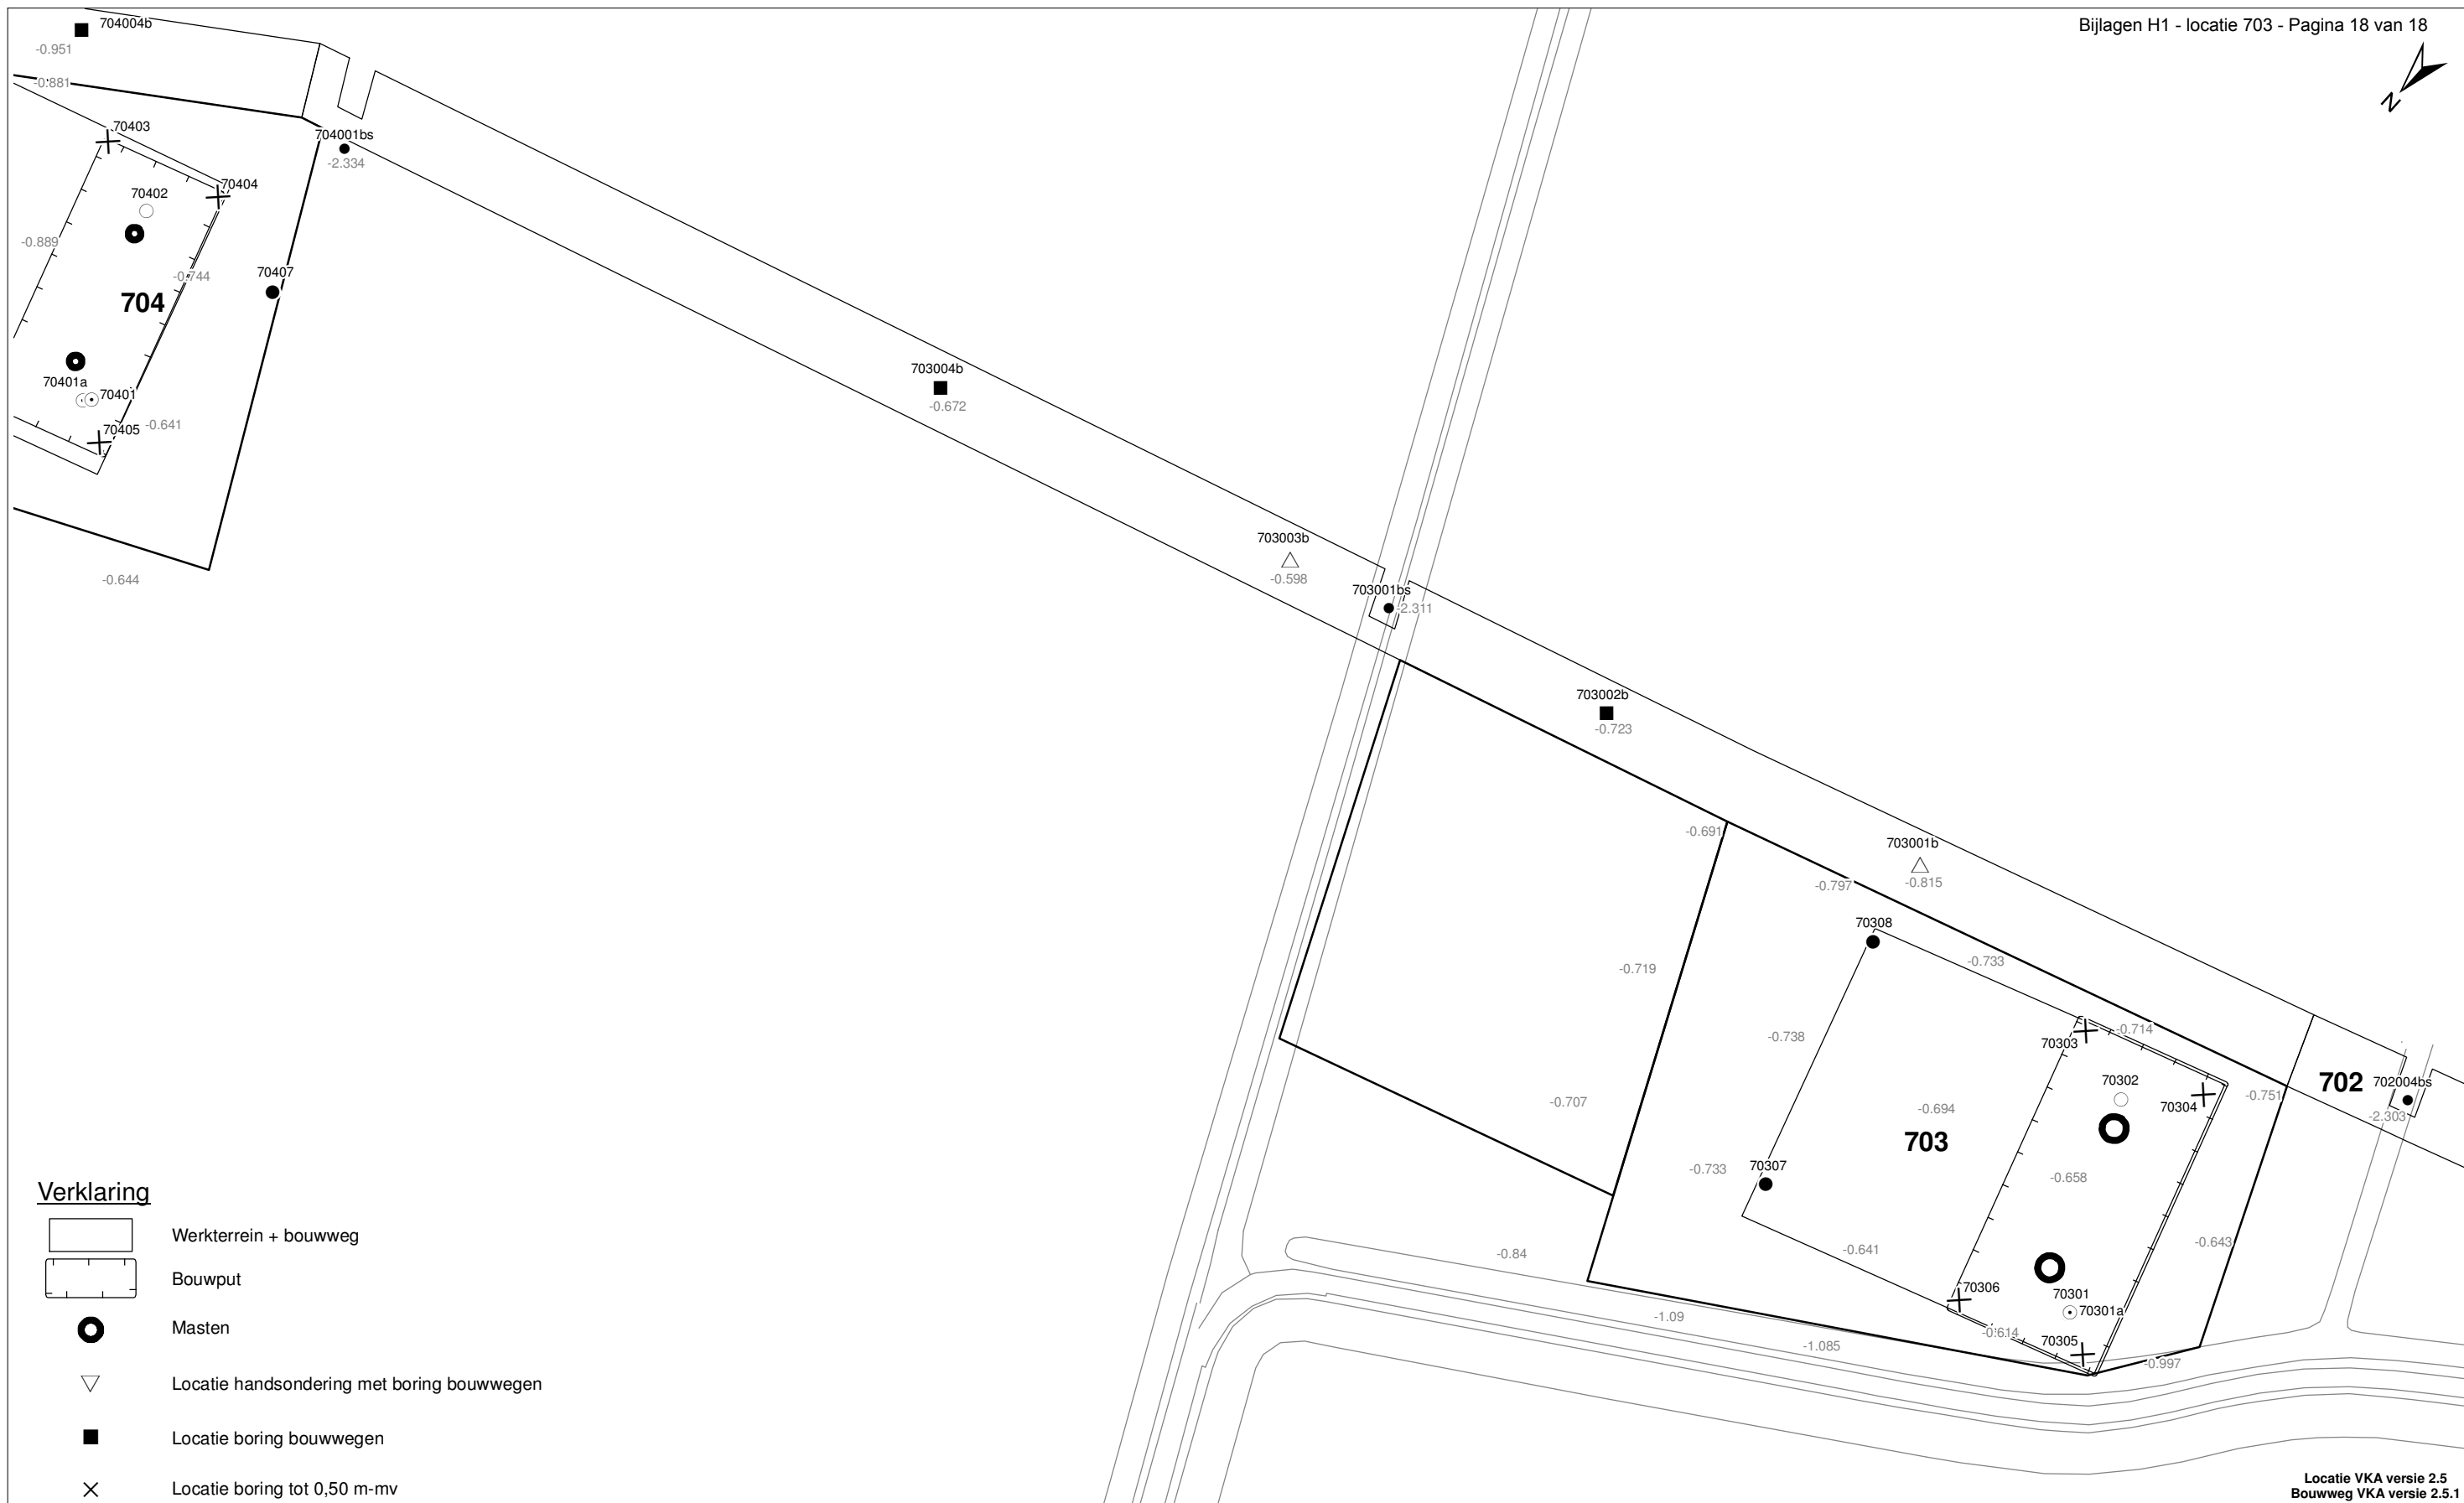 Bijlagen H1 - locatie 703 - Pagina 18 van 18
N
704004b
-0.951
-0.881
70403
704001bs
-2.334
70404
70402
-0.889
-0.744
70407
704
703004b
-0.672
70401a
70401
70405
-0.641
703003b
-0.598
-0.644
703001bs
-2.311
703002b
-0.723
-0.691
703001b
-0.815
-0.797
70308
-0.733
-0.719
-0.738
70303
-0.714
70302
702
702004bs
-0.751
-2.303
70304
-0.707
-0.694
703
-0.733
70307
-0.658
-0.641
-0.84
-0.643
70306
70301
70301a
-1.09
-0.614
-1.085
70305
-0.997
Verklaring
Werkterrein + bouwweg
Bouwput
Masten
Locatie handsondering met boring bouwwegen
Locatie boring bouwwegen
Locatie boring tot 0,50 m-mv
Locatie VKA versie 2.5
Bouwweg VKA versie 2.5.1